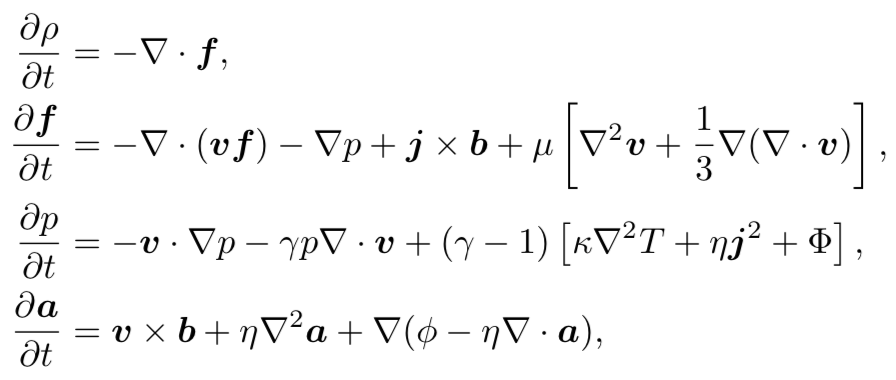 ∂ρ/∂t = −∇ · f,
∂f/∂t = −∇ · (vf) − ∇p + j × b + μ [∇²v + 1/3 ∇(∇ · v)],
∂p/∂t = −v · ∇p − γp∇ · v + (γ − 1) [κ∇²T + ηj² + Φ],
∂a/∂t = v × b + η∇²a + ∇(ϕ − η∇ · a),